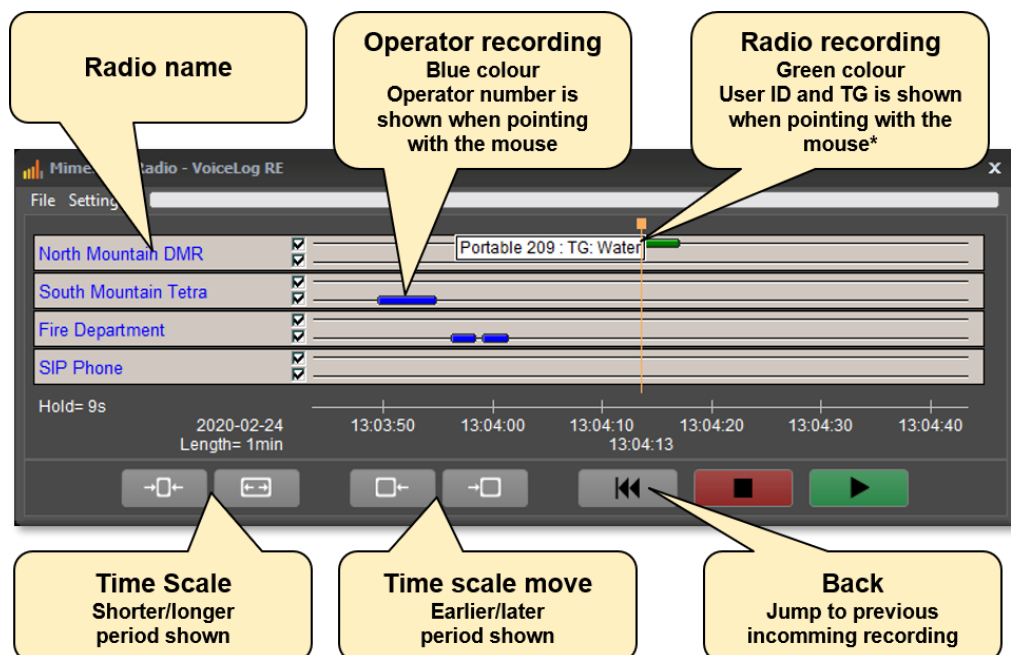 Radio name
Operator recording
Blue colour
Operator number is
shown when pointing
with the mouse
Radio recording
Green colour
User ID and TG is shown
when pointing with the
mouse*
Radio - VoiceLog RE
x
File
North Mountain DMR
Portable 209 : TG: Water
South Mountain Tetra
Fire Department
SIP Phone
Hold= 9s
2020-02-24
Length= 1min
13:03:50 13:04:00 13:04:10 13:04:20 13:04:30 13:04:40
13:04:13
Time Scale
Shorter/longer
period shown
Time scale move
Earlier/later
period shown
Back
Jump to previous
incomming recording